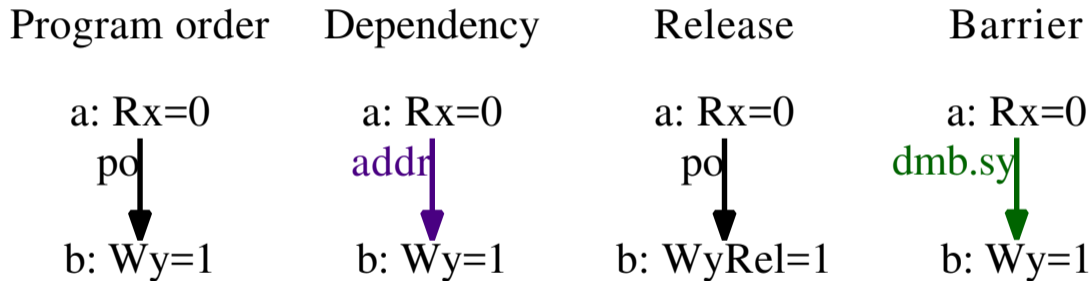 Program order Dependency Release Barrier
a: Rx=0 a: Rx=0 a: Rx=0 a: Rx=0
po addr po dmb.sy
b: Wy=1 b: Wy=1 b: WyRel=1 b: Wy=1